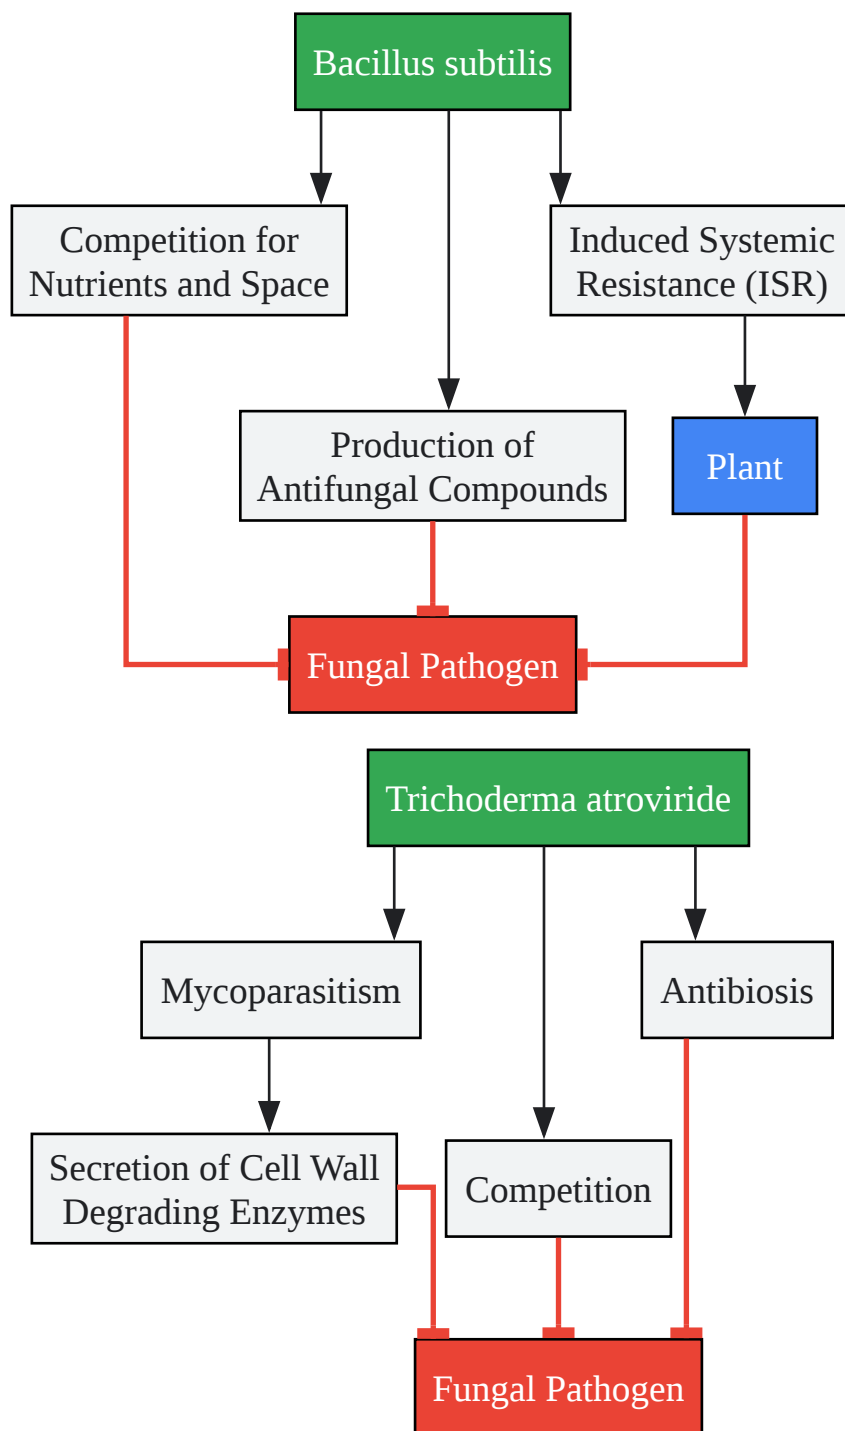 Bacillus subtilis
Competition for
Nutrients and Space
Induced Systemic
Resistance (ISR)
Production of
Antifungal Compounds
Plant
Fungal Pathogen
Trichoderma atroviride
Mycoparasitism
Antibiosis
Secretion of Cell Wall
Degrading Enzymes
Competition
Fungal Pathogen